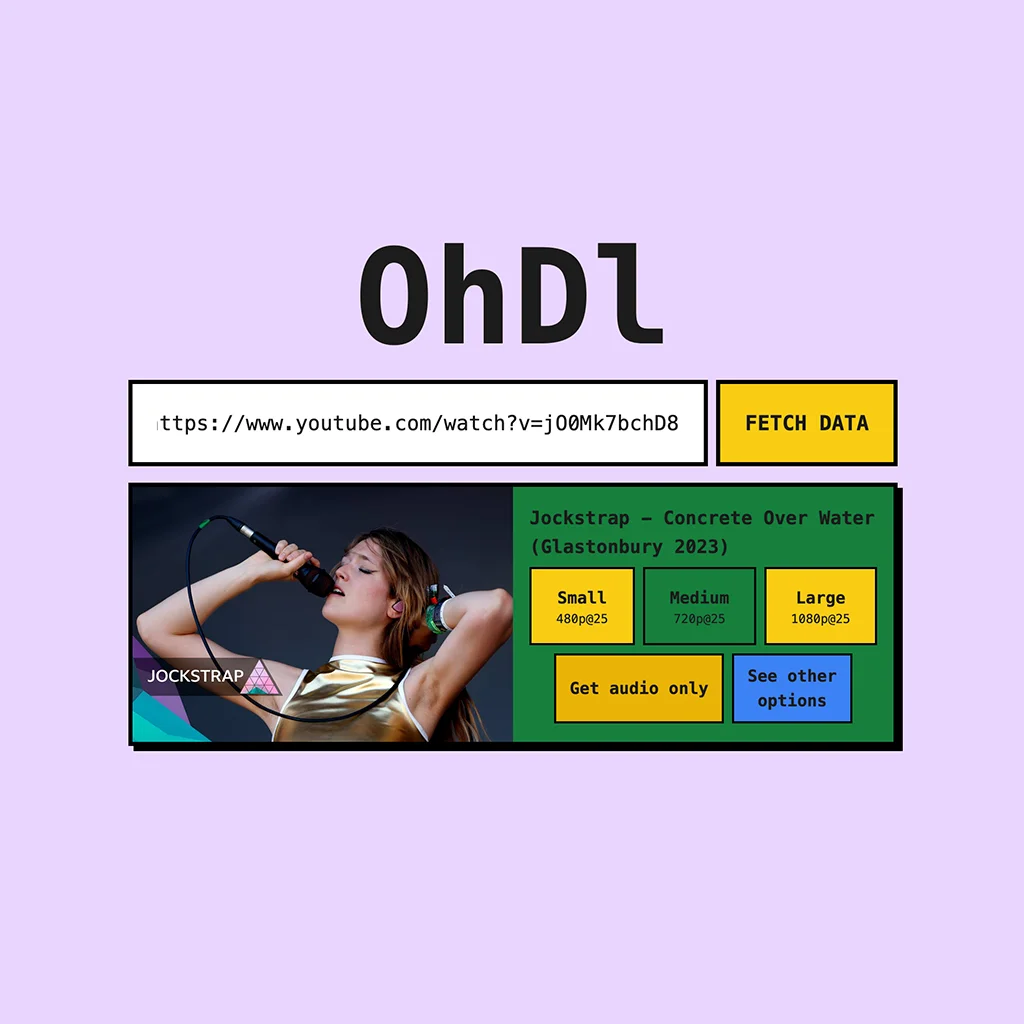 OhDl
ttps://www.youtube.com/watch?v=jO0Mk7bchD8
FETCH DATA
JOCKSTRAP
Jockstrap – Concrete Over Water
(Glastonbury 2023)
Small
480p@25
Medium
720p@25
Large
1080p@25
Get audio only
See other
options